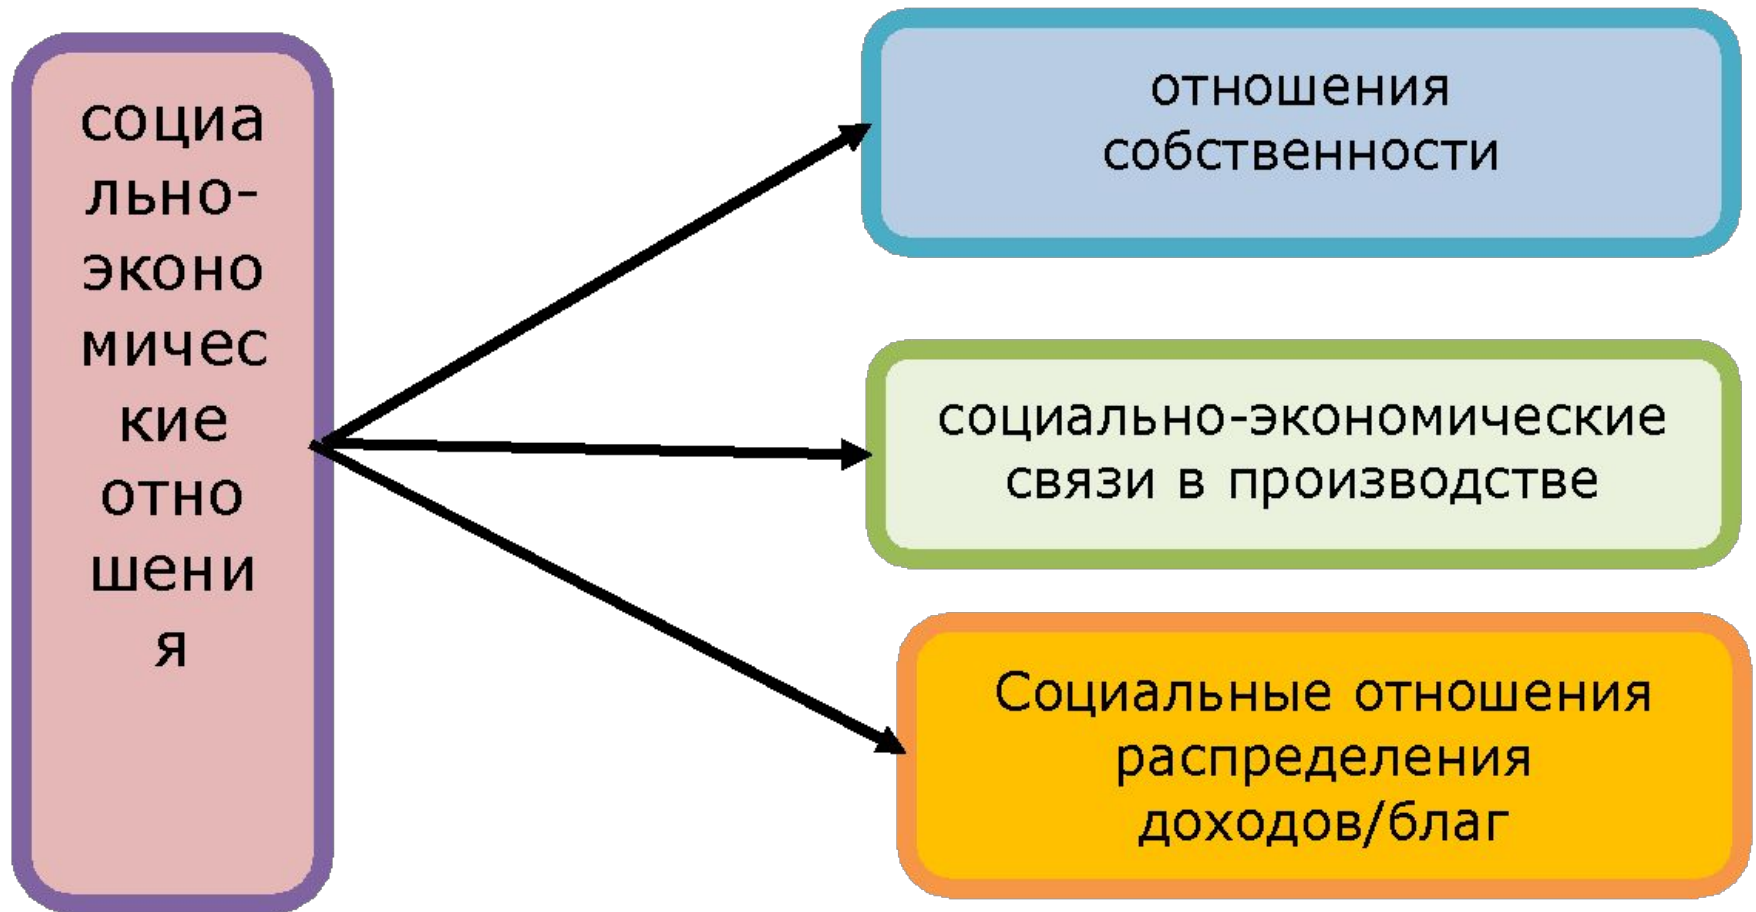 социа
льно-
эконо
мичес
кие
отно
шени
я
отношения
собственности
социально-экономические
связи в производстве
Социальные отношения
распределения
доходов/благ